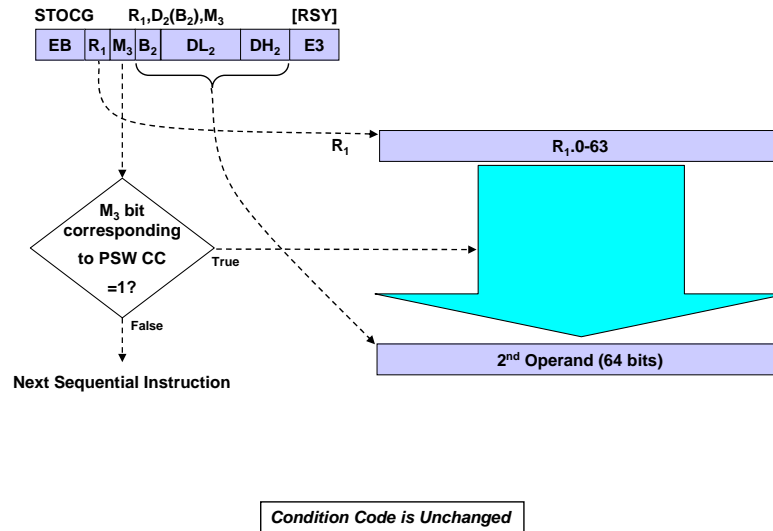 STOCG R₁,D₂(B₂),M₃ [RSY]
EB R₁ M₃ B₂ DL₂ DH₂ E3
R₁
R₁.0-63
M₃ bit
corresponding
to PSW CC
=1?
True
False
2nd Operand (64 bits)
Next Sequential Instruction
Condition Code is Unchanged